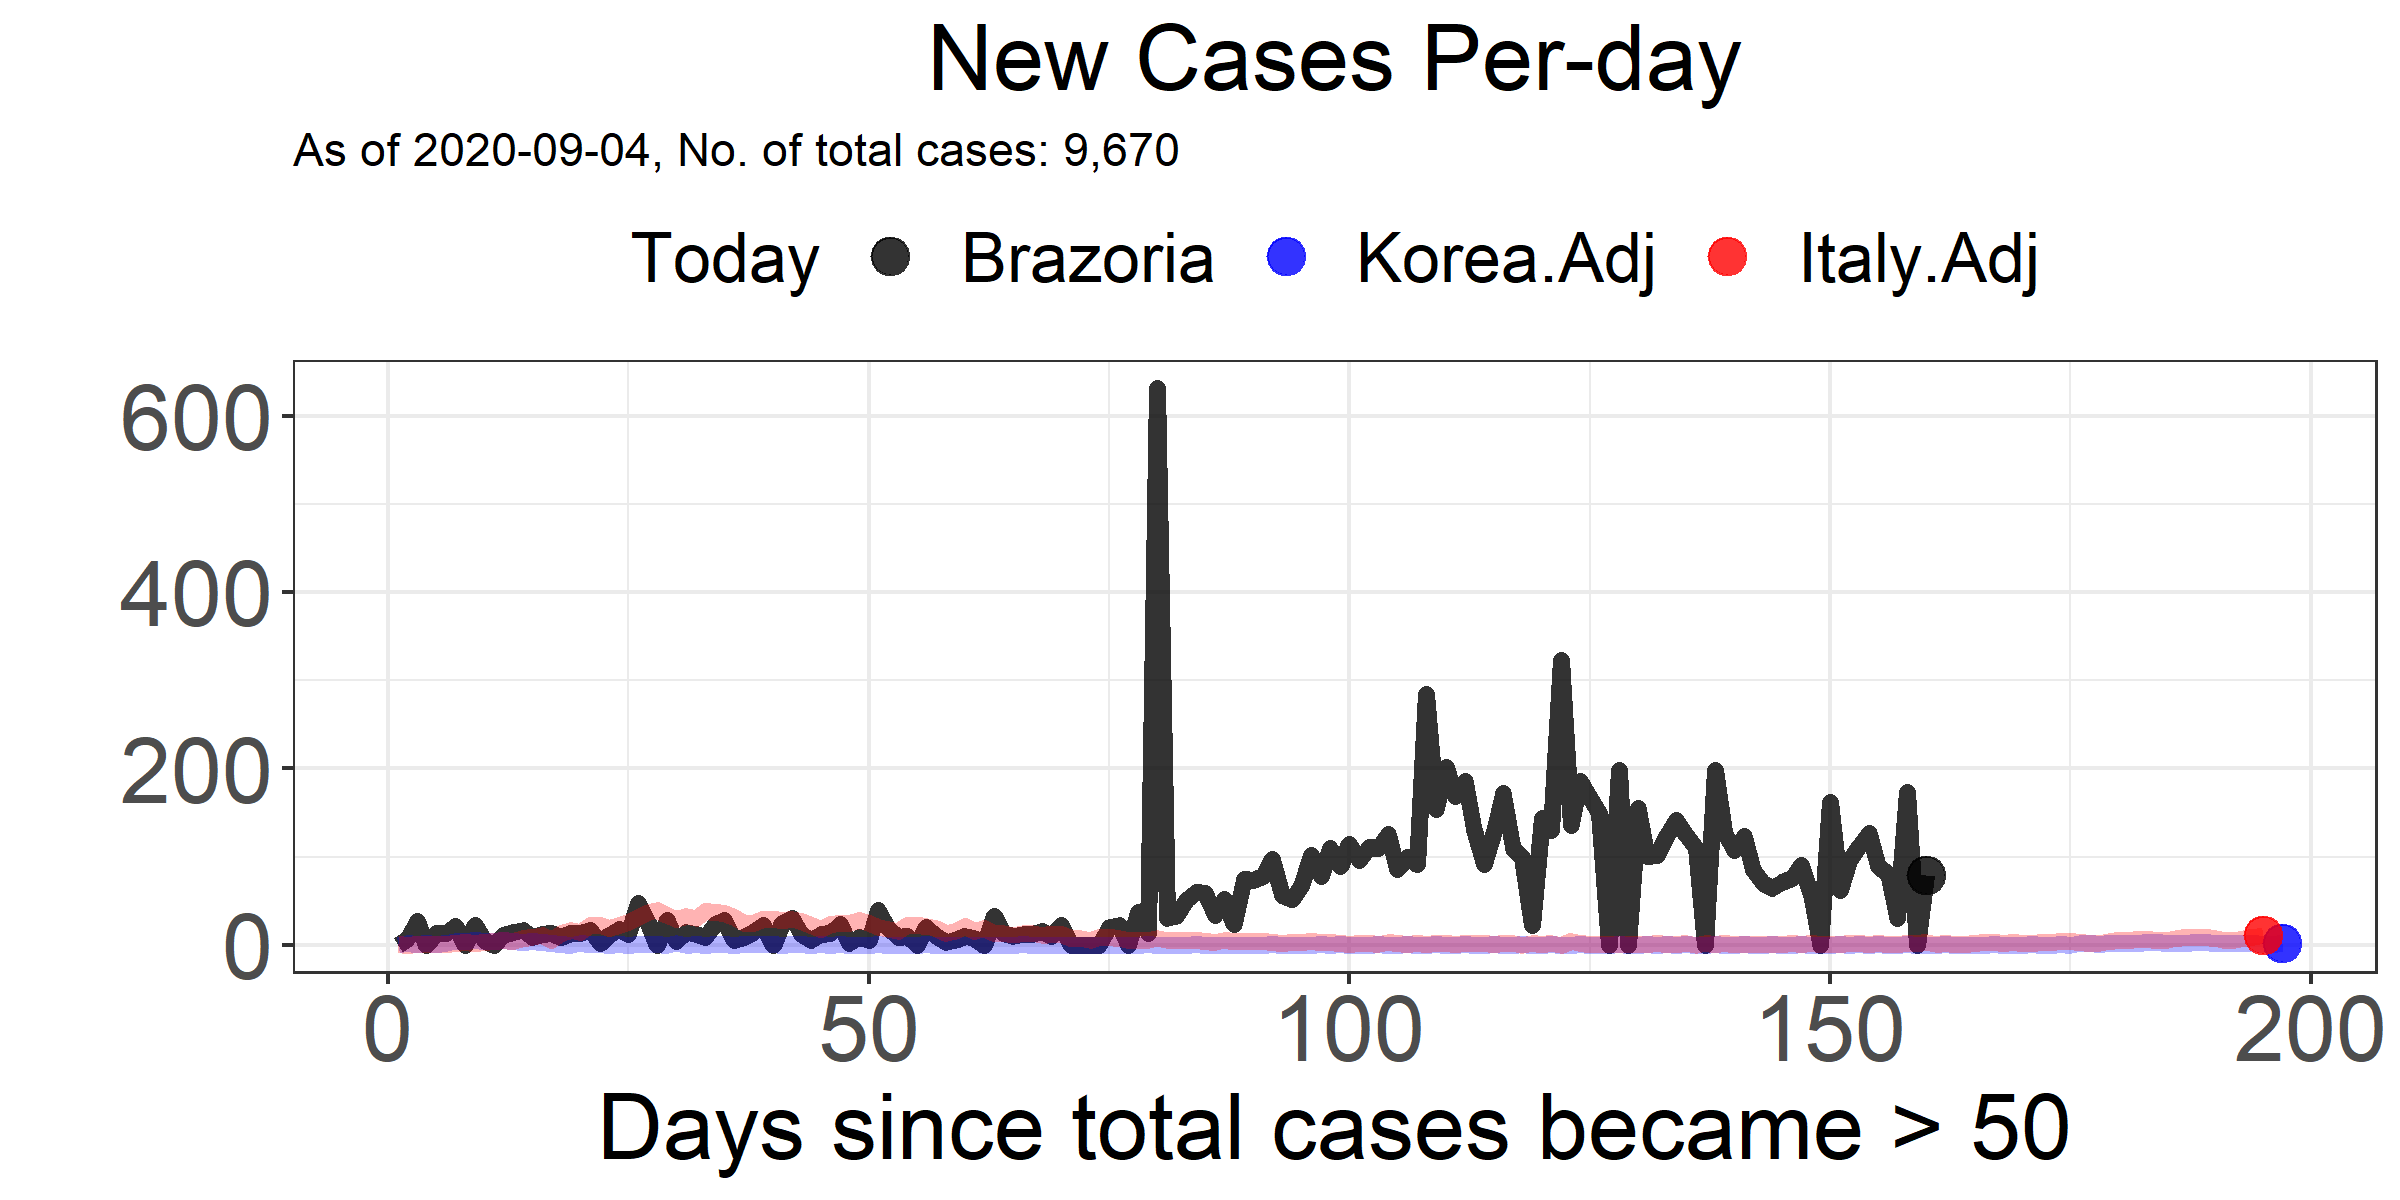 New Cases Per-day
As of 2020-09-04, No. of total cases: 9,670
Today Brazoria Korea.Adj Italy.Adj
600
400
200
0
0 50 100 150 200
Days since total cases became > 50